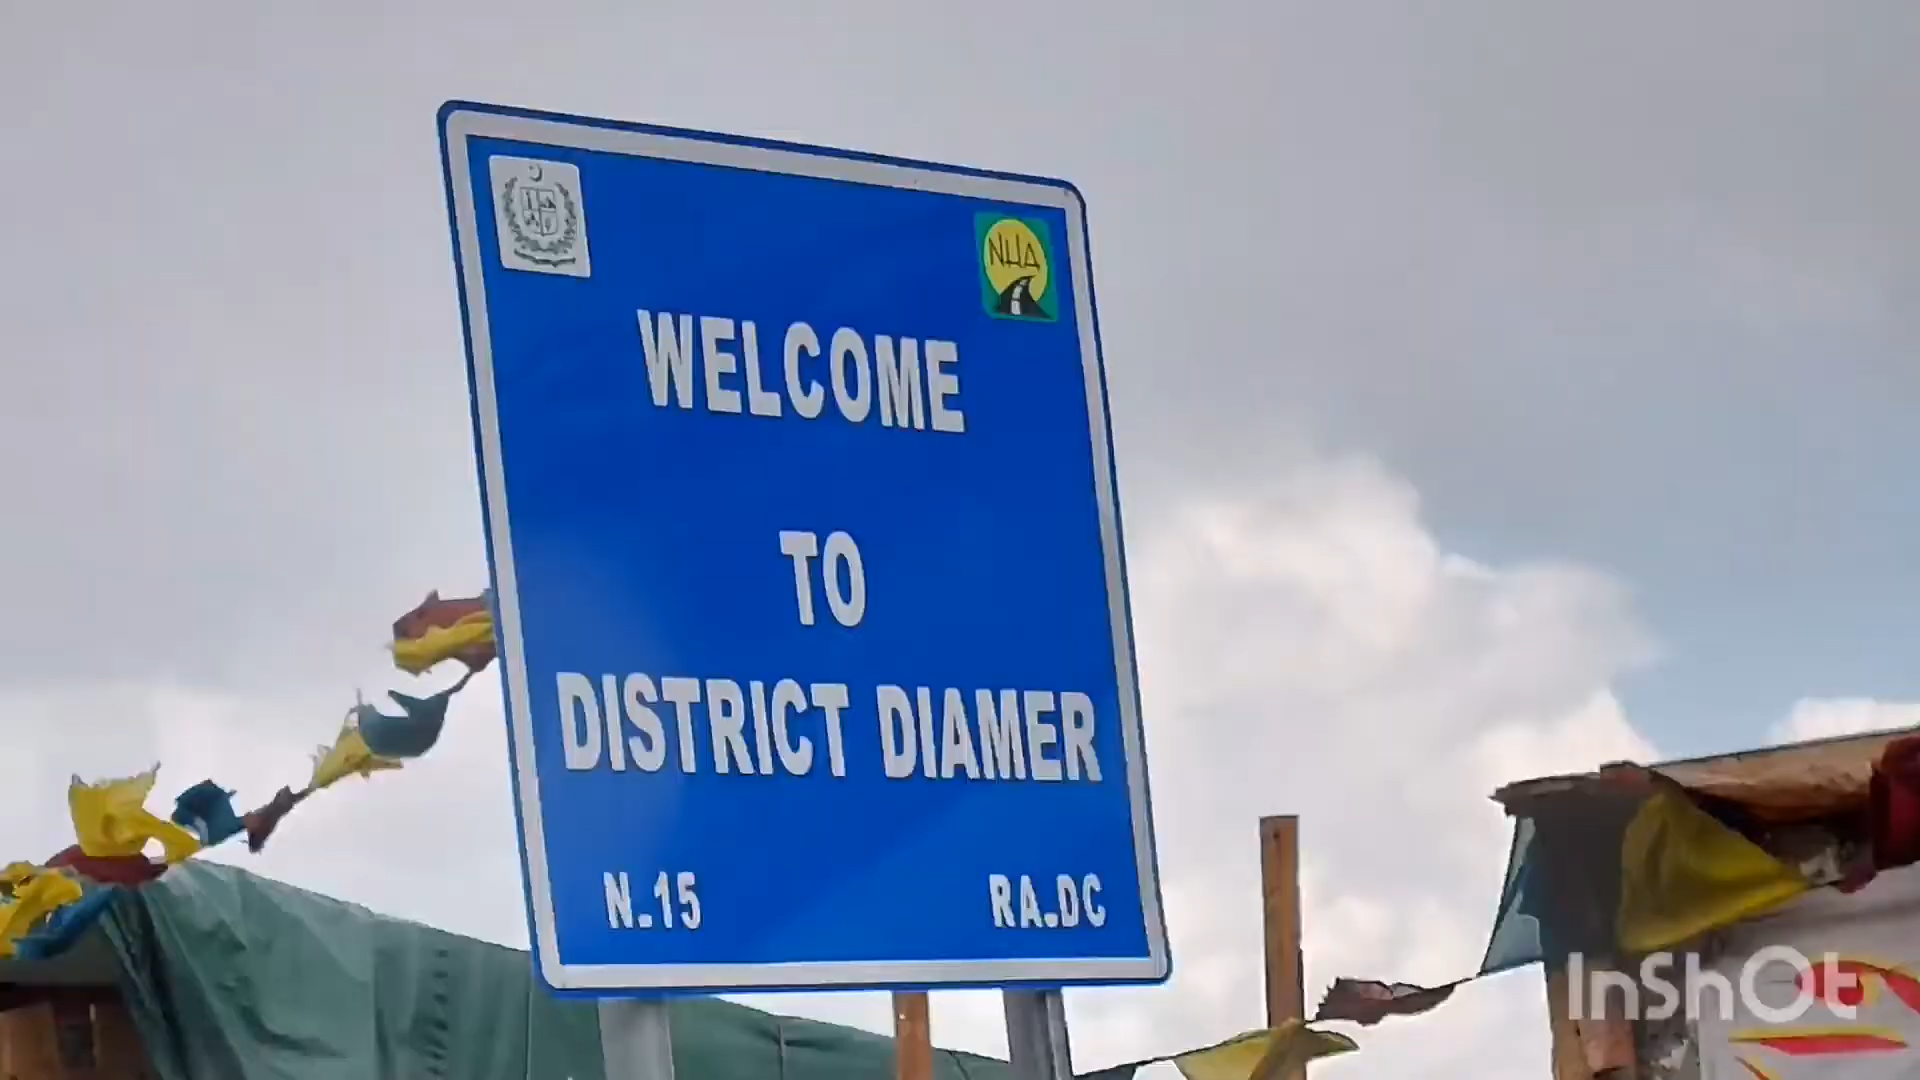 NHA
WELCOME
TO
DISTRICT DIAMER
N.15 RA.DC
InShOt